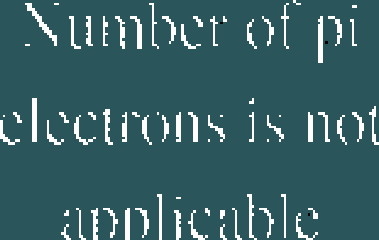 Number of pi
electrons is not
applicable